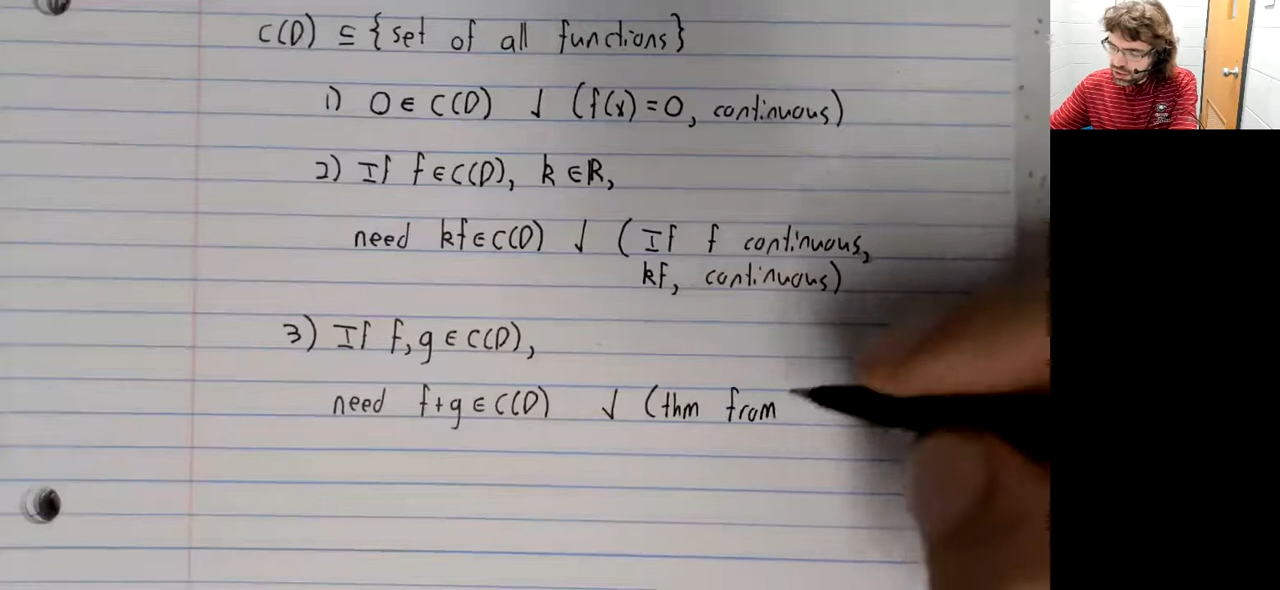 C(D) ⊆ {set of all functions}
1) 0 ∈ C(D) ✓ (f(x) = 0, continuous)
2) If f ∈ C(D), k ∈ ℝ,
need kf ∈ C(D) ✓ (If f continuous,
kf, continuous)
3) If f, g ∈ C(D),
need f+g ∈ C(D) ✓ (thm from